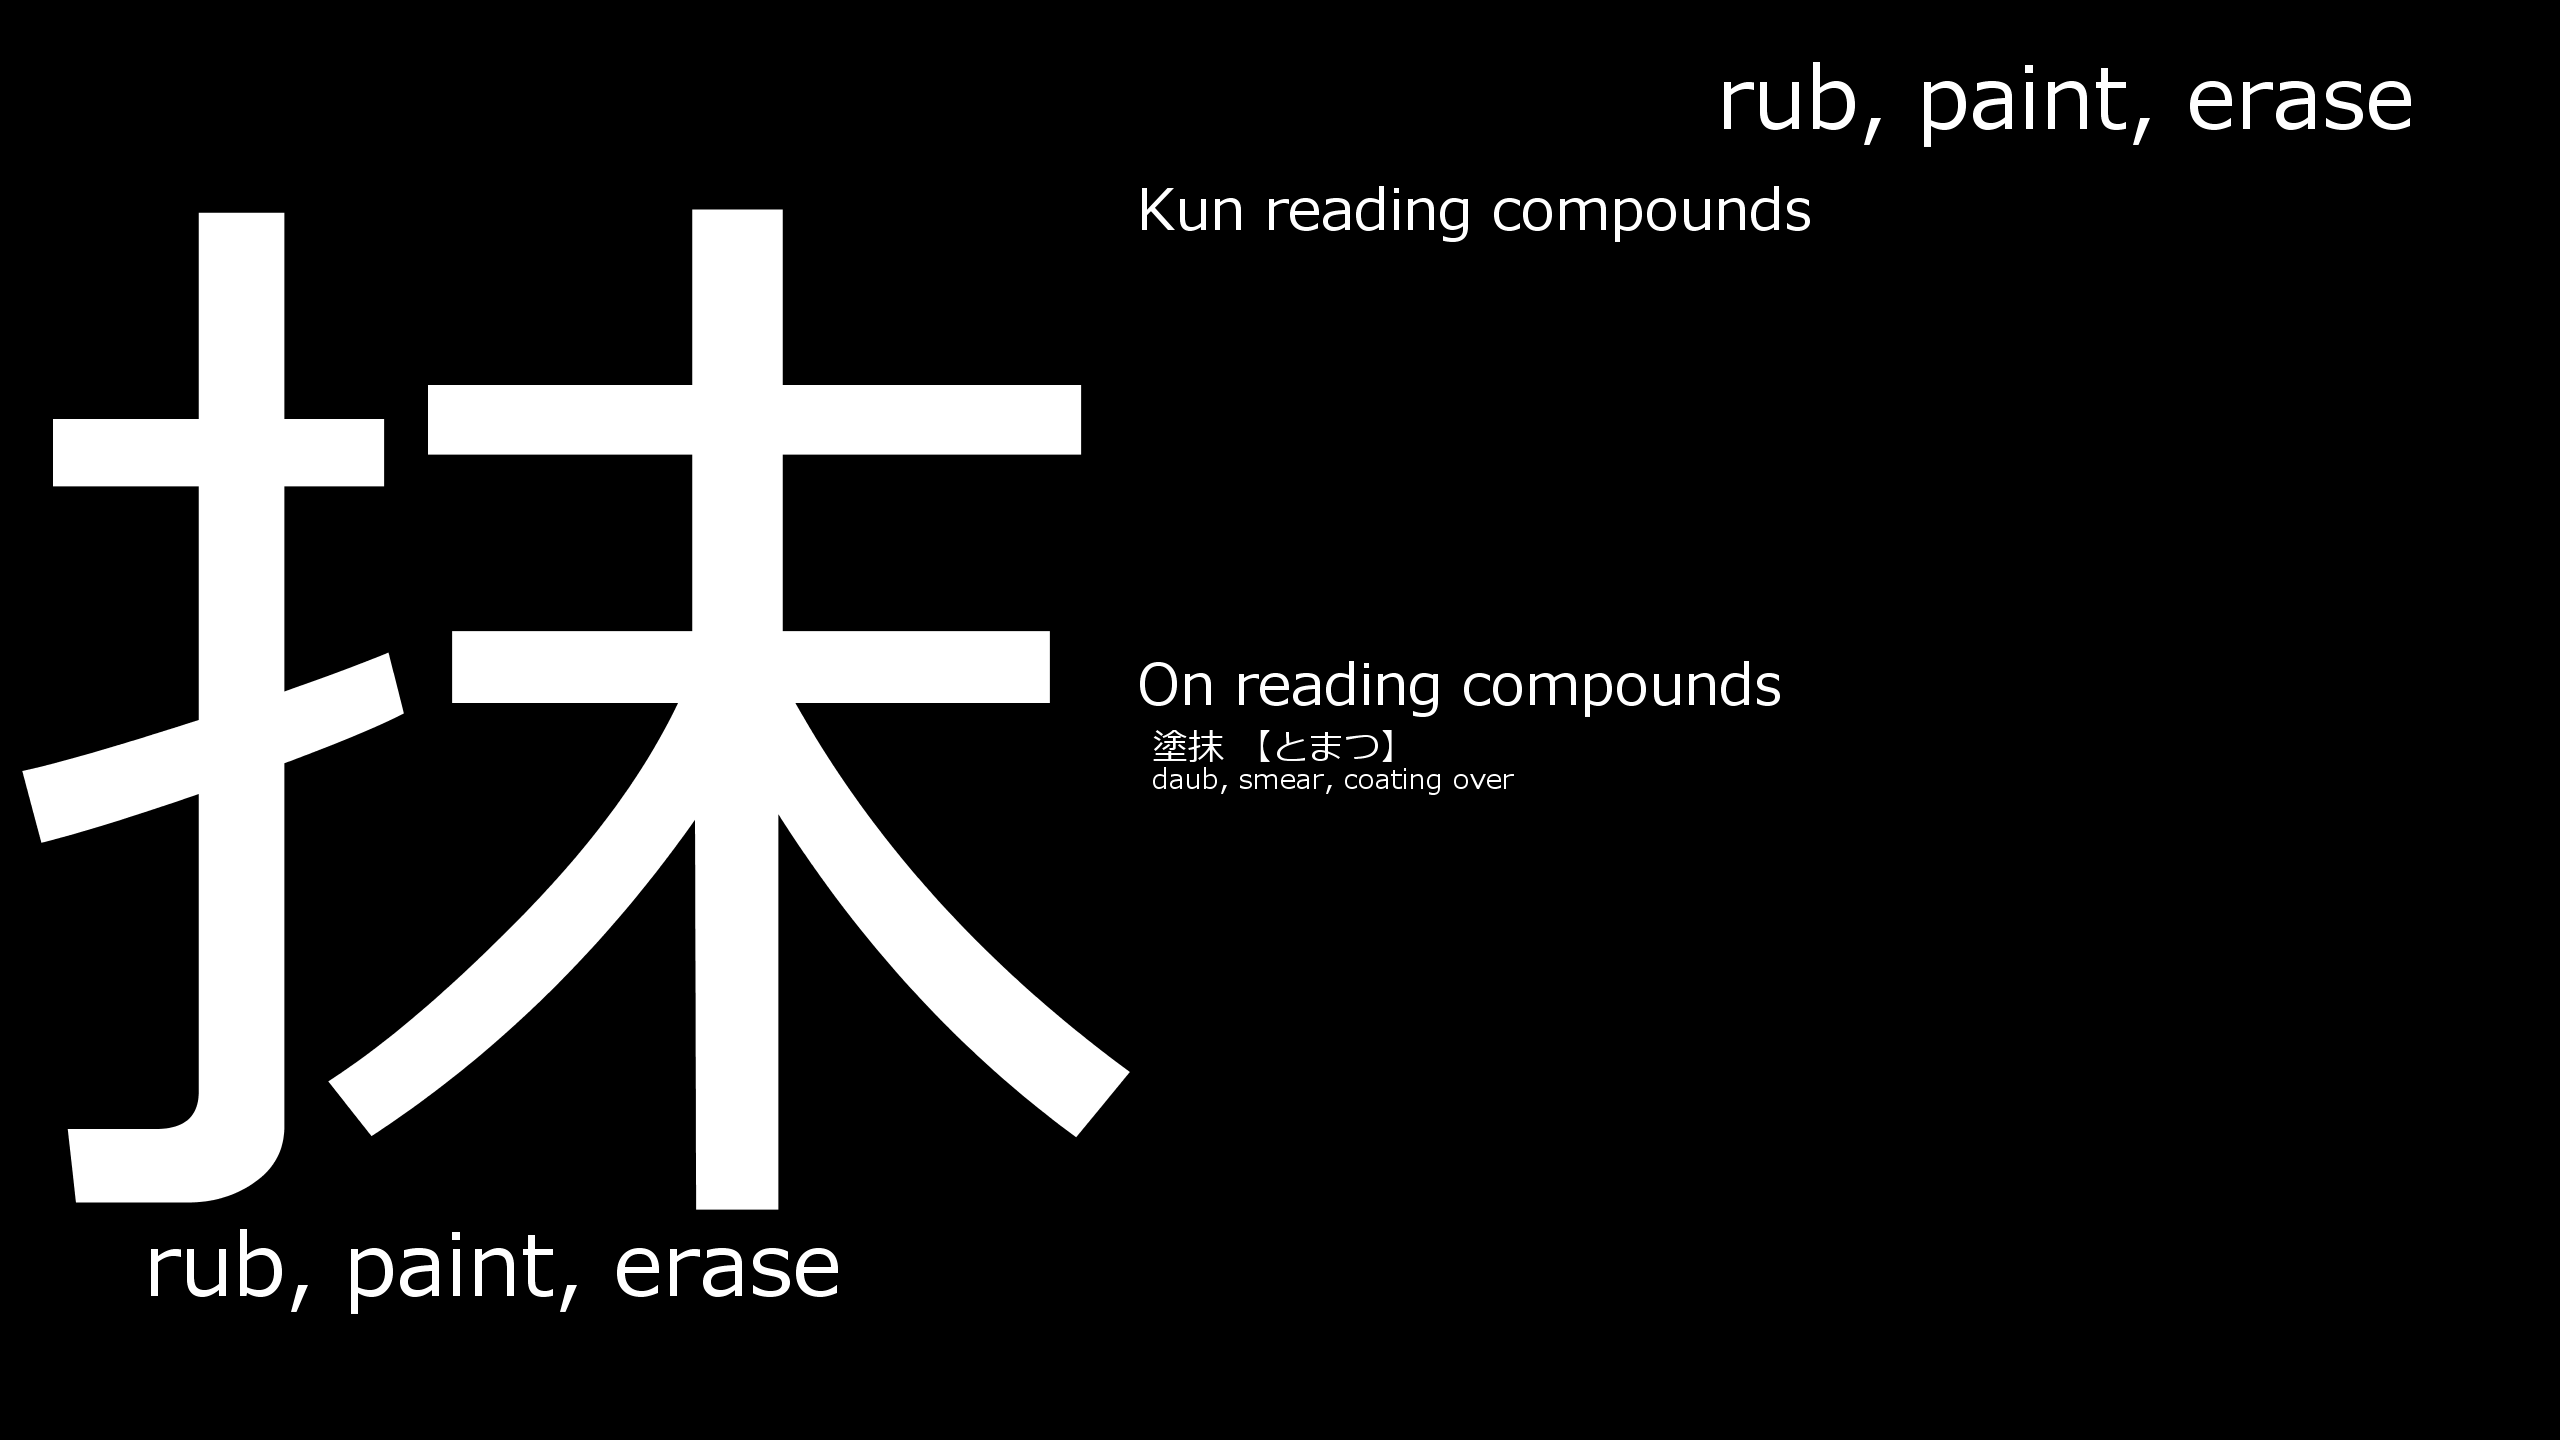 rub, paint, erase
Kun reading compounds
抹
On reading compounds
塗抹 【とまつ】
daub, smear, coating over
rub, paint, erase